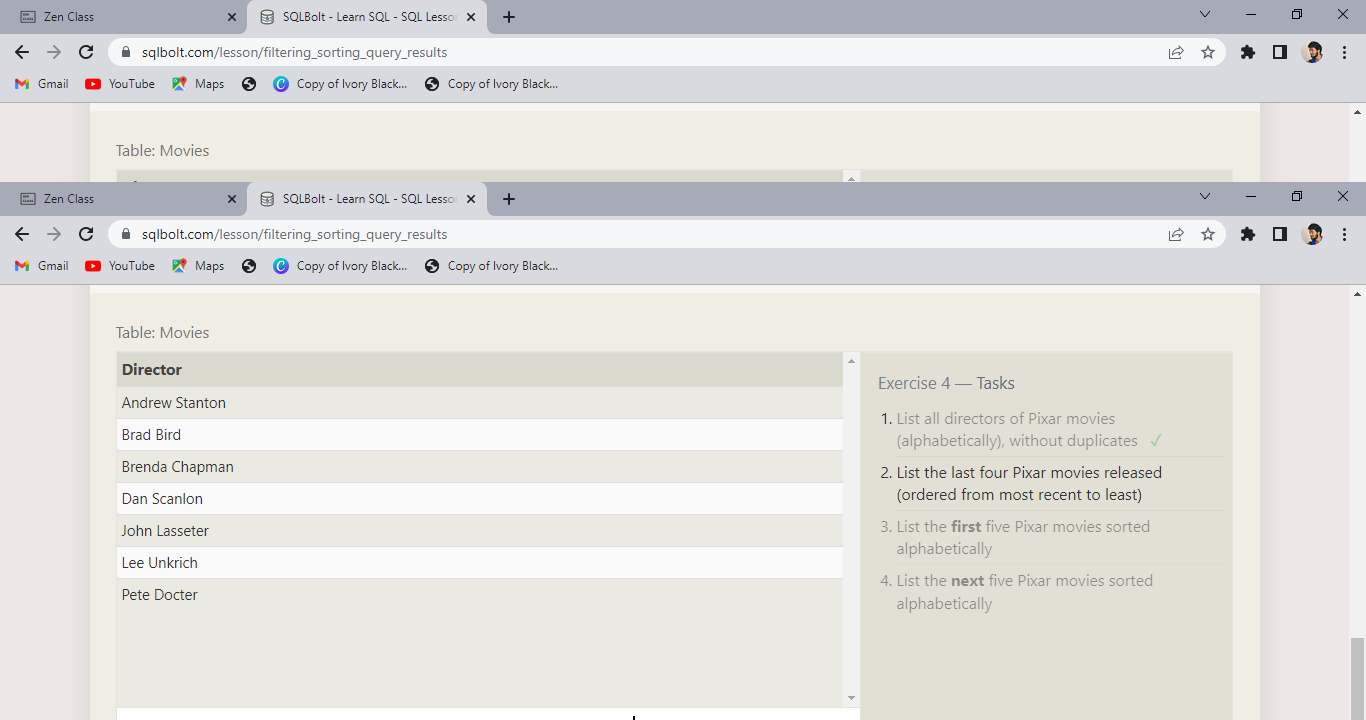 Zen Class
SQLBolt - Learn SQL - SQL Lesson
sqlbolt.com/lesson/filtering_sorting_query_results
Gmail YouTube Maps Copy of Ivory Black... Copy of Ivory Black...
Table: Movies
Zen Class
SQLBolt - Learn SQL - SQL Lesson
sqlbolt.com/lesson/filtering_sorting_query_results
Gmail YouTube Maps Copy of Ivory Black... Copy of Ivory Black...
Table: Movies
Director
Andrew Stanton
Brad Bird
Brenda Chapman
Dan Scanlon
John Lasseter
Lee Unkrich
Pete Docter
Exercise 4 — Tasks
1. List all directors of Pixar movies
(alphabetically), without duplicates ✓
2. List the last four Pixar movies released
(ordered from most recent to least)
3. List the first five Pixar movies sorted
alphabetically
4. List the next five Pixar movies sorted
alphabetically